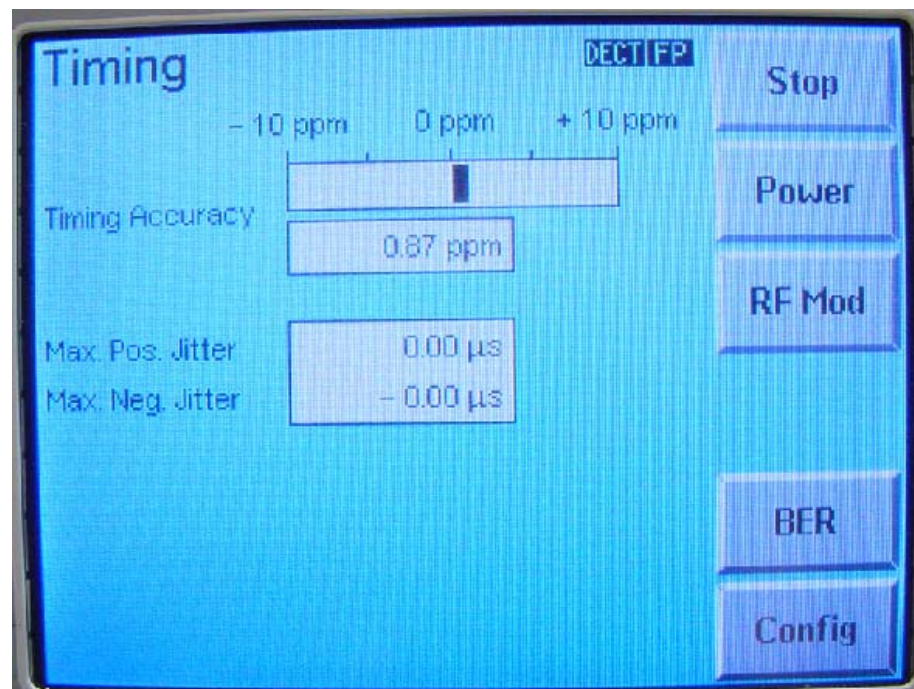 Timing
DECT FP
- 10 ppm 0 ppm + 10 ppm
Timing Accuracy
0.87 ppm
Max. Pos. Jitter 0.00 µs
Max. Neg. Jitter - 0.00 µs
Stop
Power
RF Mod
BER
Config